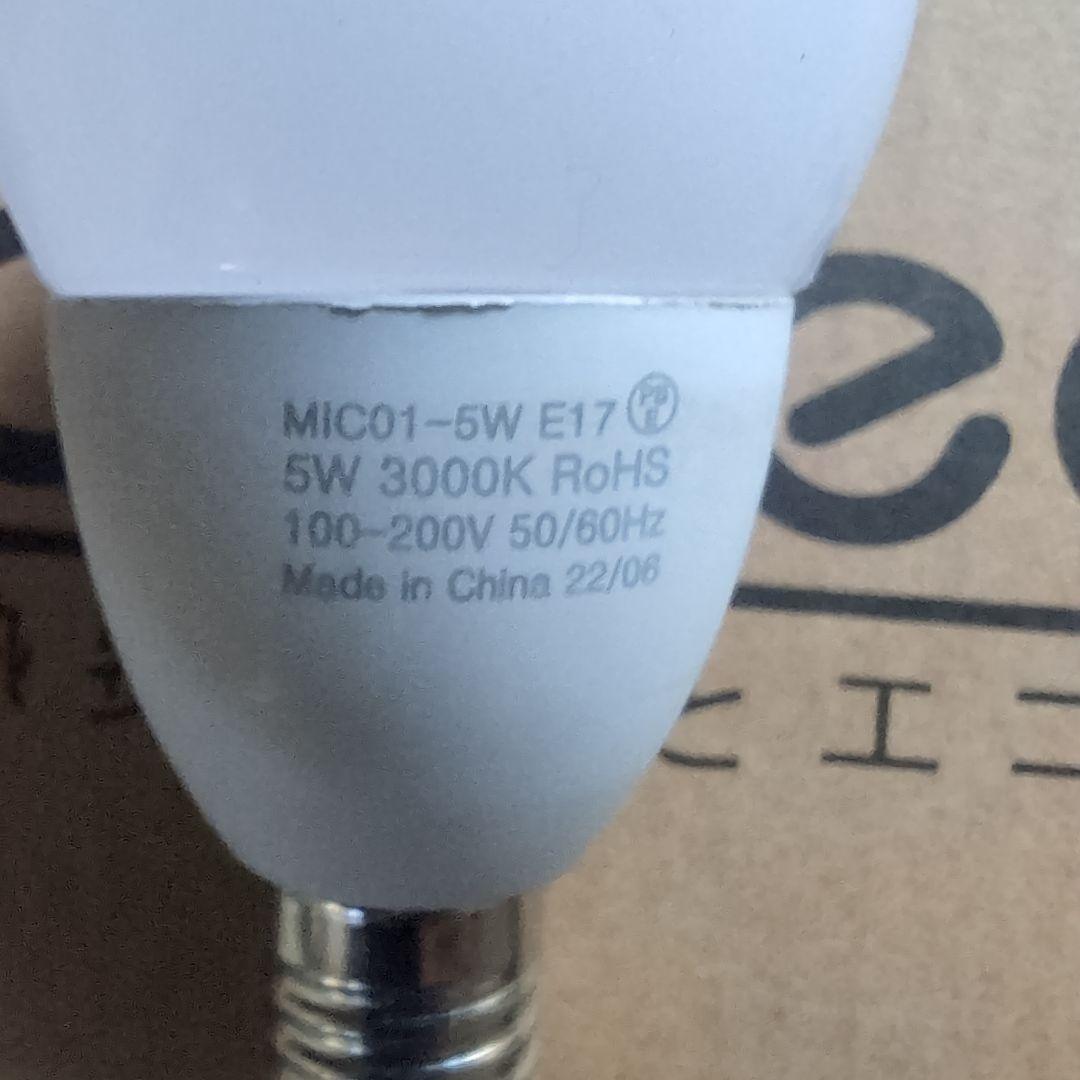 MIC01-5W E17
5W 3000K RoHS
100-200V 50/60Hz
Made in China 22/06